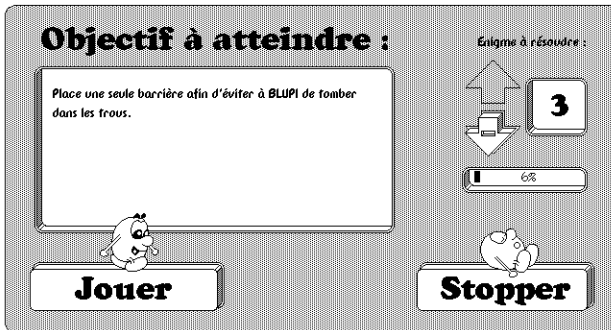 Objectif à atteindre :
Enigme à résoudre :
Place une seule barrière afin d'éviter à BLUPI de tomber
dans les trous.
3
6%
Jouer
Stopper